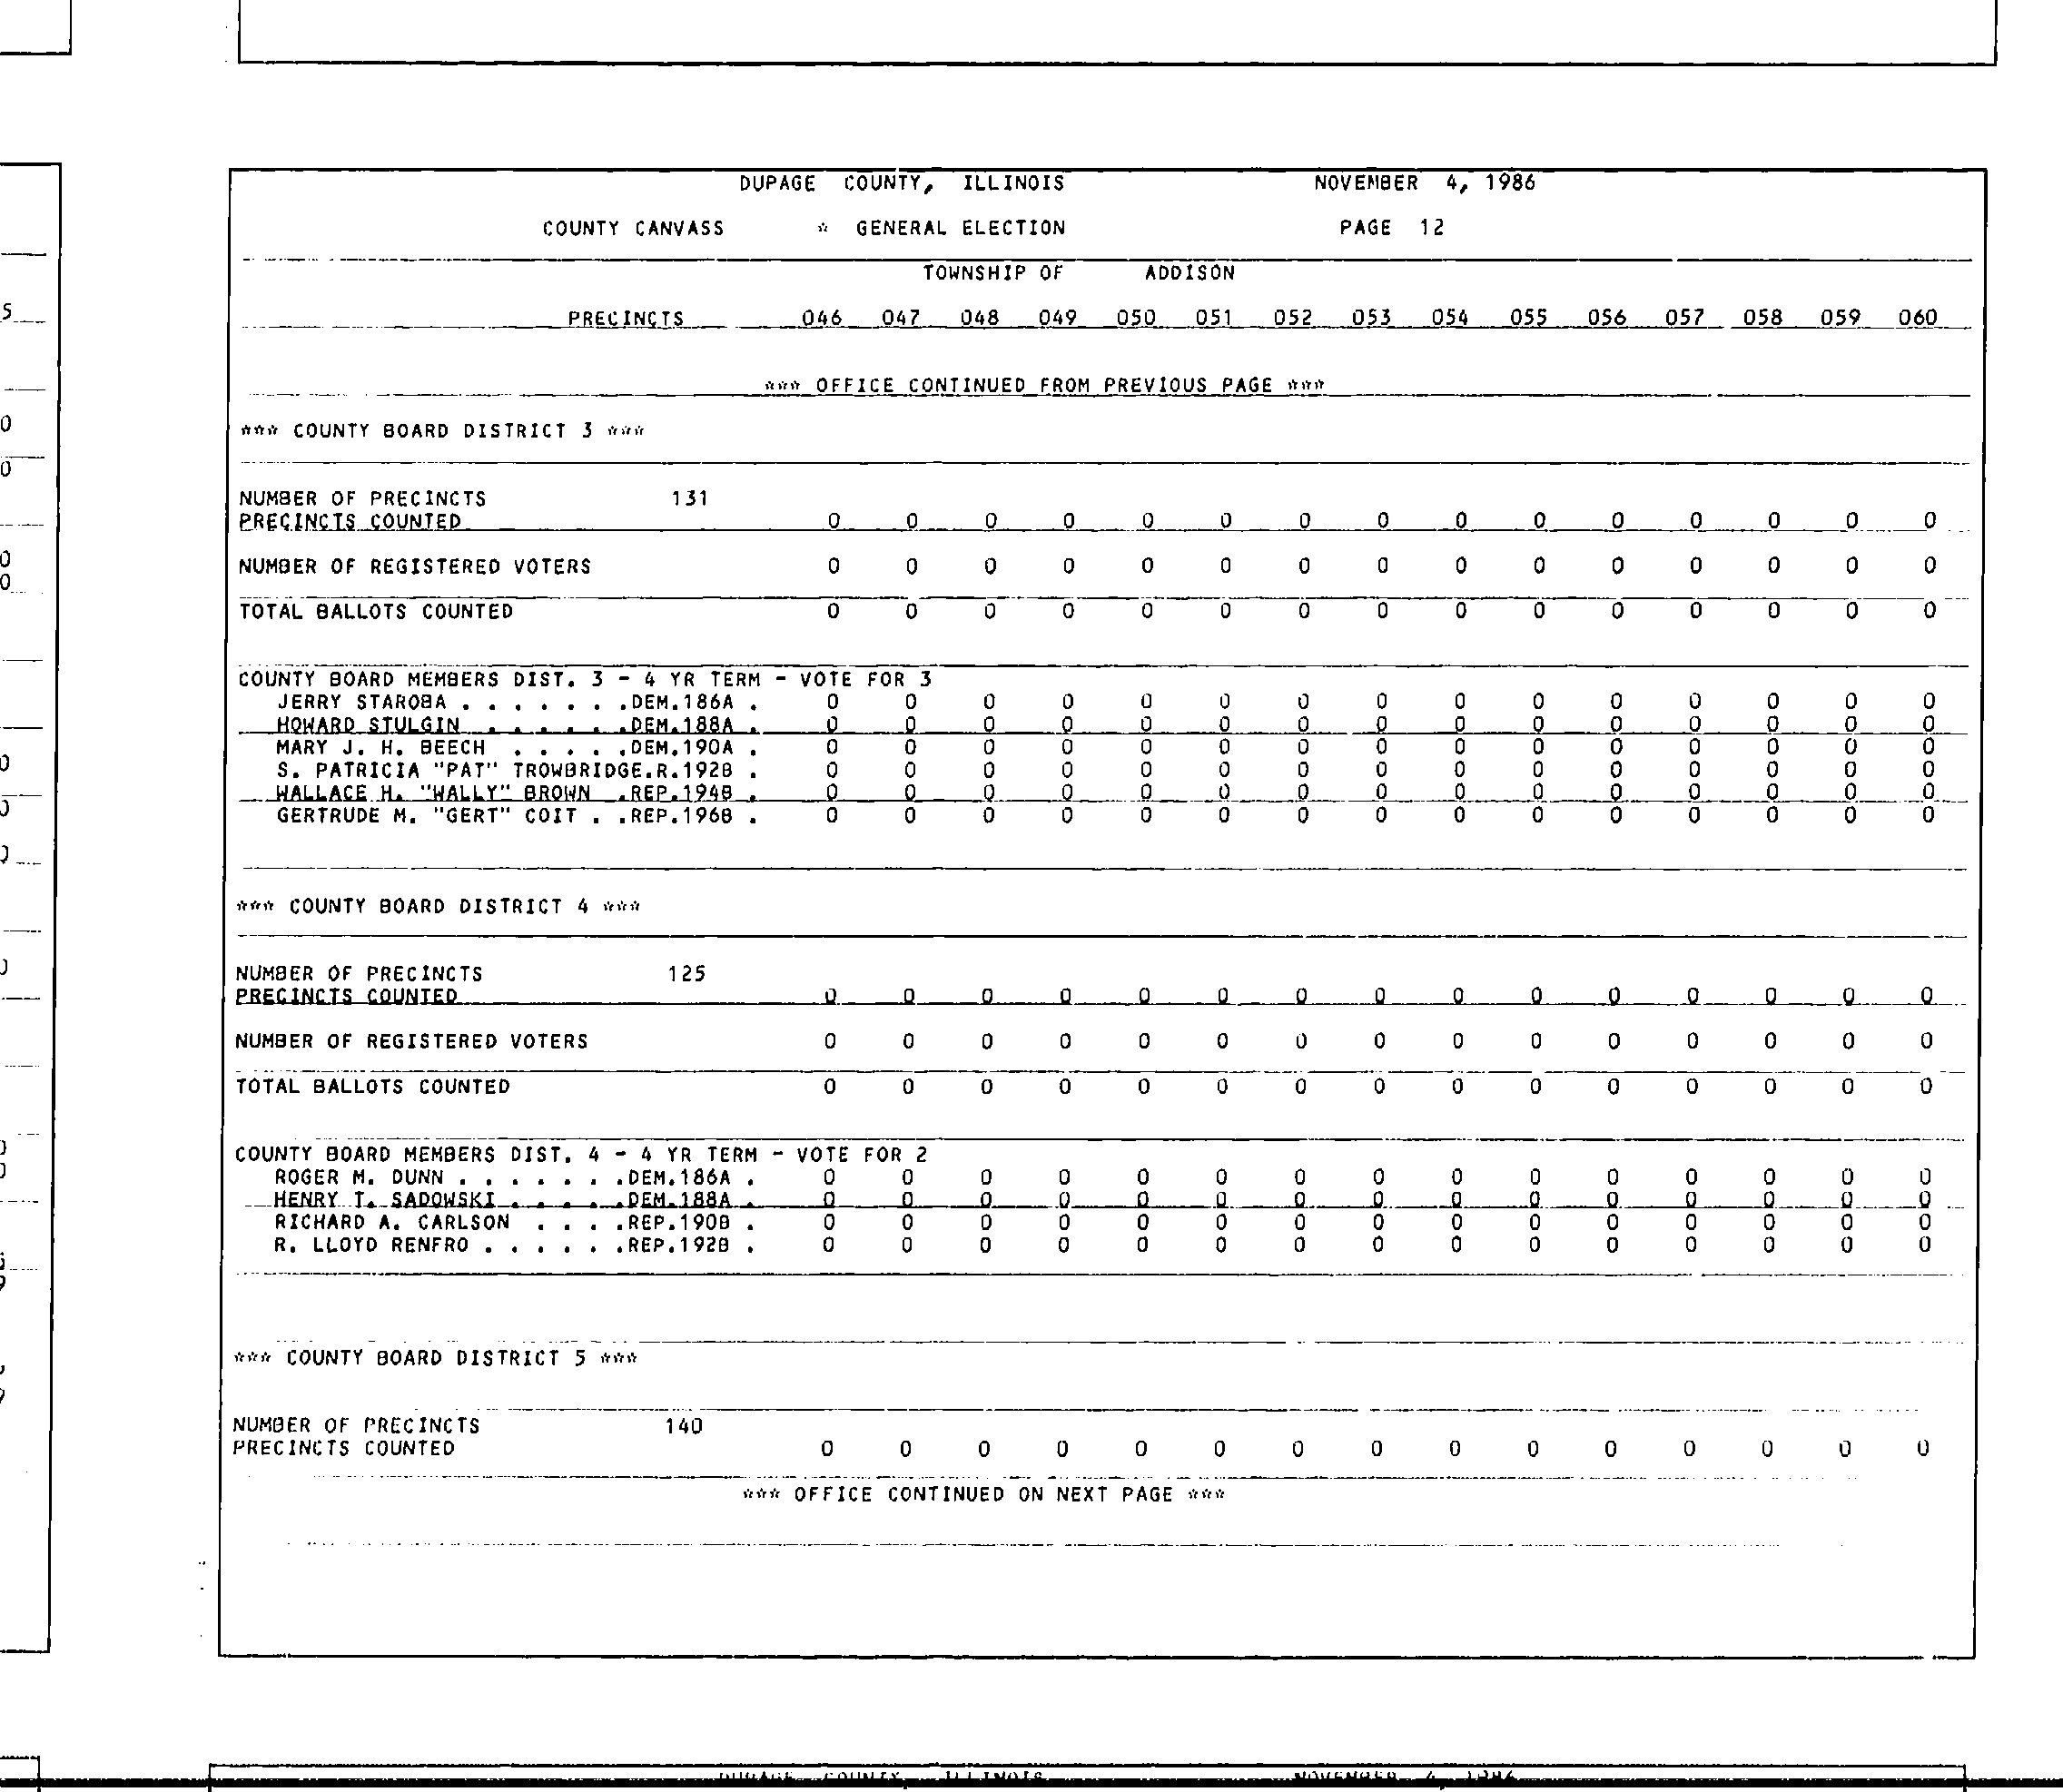 DUPAGE COUNTY, ILLINOIS NOVEMBER 4, 1986
COUNTY CANVASS * GENERAL ELECTION PAGE 12
TOWNSHIP OF ADDISON
PRECINCTS 046 047 048 049 050 051 052 053 054 055 056 057 058 059 060
*** OFFICE CONTINUED FROM PREVIOUS PAGE ***
*** COUNTY BOARD DISTRICT 3 ***
NUMBER OF PRECINCTS 131
PRECINCTS COUNTED 0 0 0 0 0 0 0 0 0 0 0 0 0 0 0
NUMBER OF REGISTERED VOTERS 0 0 0 0 0 0 0 0 0 0 0 0 0 0 0
TOTAL BALLOTS COUNTED 0 0 0 0 0 0 0 0 0 0 0 0 0 0 0
COUNTY BOARD MEMBERS DIST. 3 - 4 YR TERM - VOTE FOR 3
JERRY STAROBA . . . . . . .DEM.186A . 0 0 0 0 0 0 0 0 0 0 0 0 0 0 0
HOWARD STULGIN . . . . . .DEM.188A . 0 0 0 0 0 0 0 0 0 0 0 0 0 0 0
MARY J. H. BEECH . . . . .DEM.190A . 0 0 0 0 0 0 0 0 0 0 0 0 0 0 0
S. PATRICIA "PAT" TROWBRIDGE.R.192B . 0 0 0 0 0 0 0 0 0 0 0 0 0 0 0
WALLACE H. "WALLY" BROWN .REP.194B . 0 0 0 0 0 0 0 0 0 0 0 0 0 0 0
GERTRUDE M. "GERT" COIT . .REP.196B . 0 0 0 0 0 0 0 0 0 0 0 0 0 0 0
*** COUNTY BOARD DISTRICT 4 ***
NUMBER OF PRECINCTS 125
PRECINCTS COUNTED 0 0 0 0 0 0 0 0 0 0 0 0 0 0 0
NUMBER OF REGISTERED VOTERS 0 0 0 0 0 0 0 0 0 0 0 0 0 0 0
TOTAL BALLOTS COUNTED 0 0 0 0 0 0 0 0 0 0 0 0 0 0 0
COUNTY BOARD MEMBERS DIST. 4 - 4 YR TERM - VOTE FOR 2
ROGER M. DUNN . . . . . . .DEM.186A . 0 0 0 0 0 0 0 0 0 0 0 0 0 0 0
HENRY T. SADOWSKI . . . . .DEM.188A . 0 0 0 0 0 0 0 0 0 0 0 0 0 0 0
RICHARD A. CARLSON . . . .REP.190B . 0 0 0 0 0 0 0 0 0 0 0 0 0 0 0
R. LLOYD RENFRO . . . . . .REP.192B . 0 0 0 0 0 0 0 0 0 0 0 0 0 0 0
*** COUNTY BOARD DISTRICT 5 ***
NUMBER OF PRECINCTS 140
PRECINCTS COUNTED 0 0 0 0 0 0 0 0 0 0 0 0 0 0 0
*** OFFICE CONTINUED ON NEXT PAGE ***
DUPAGE COUNTY, ILLINOIS NOVEMBER 4, 1986